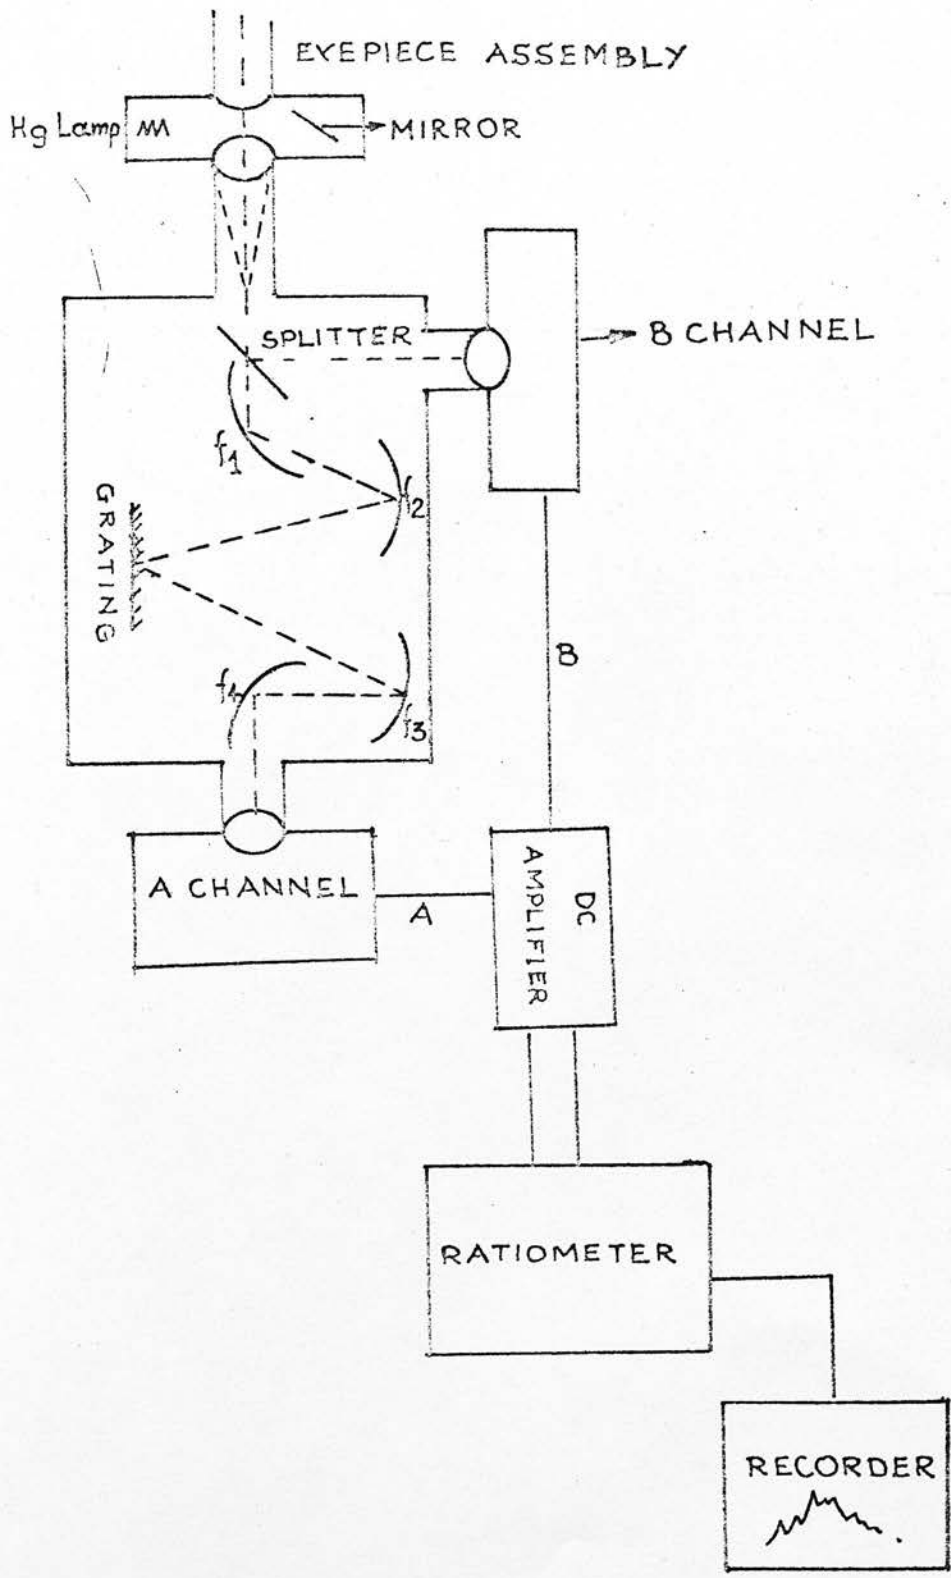 EYEPIECE ASSEMBLY
Hg Lamp
MIRROR
SPLITTER
B CHANNEL
f1
f2
GRATING
B
f4
f3
A CHANNEL
A
DC
AMPLIFIER
RATIOMETER
RECORDER